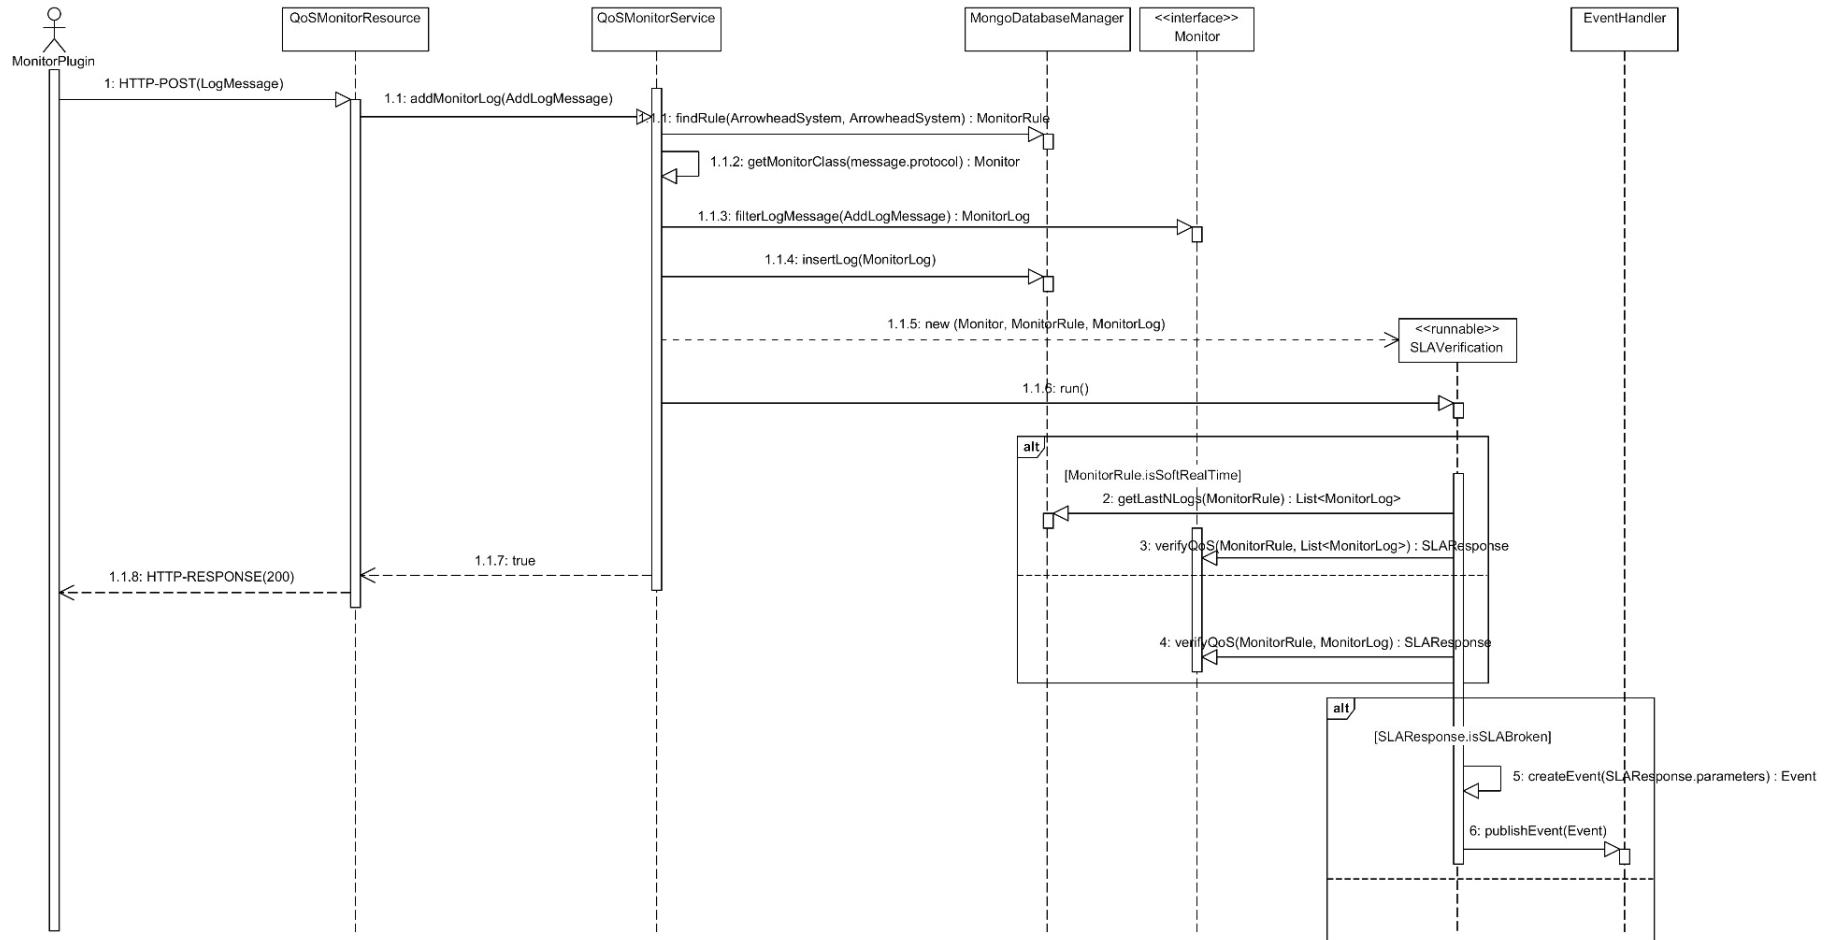 QoSMonitorResource
QoSMonitorService
MongoDatabaseManager
<<interface>>
Monitor
EventHandler
MonitorPlugin
1: HTTP-POST(LogMessage)
1.1: addMonitorLog(AddLogMessage)
1.1.1: findRule(ArrowheadSystem, ArrowheadSystem) : MonitorRule
1.1.2: getMonitorClass(message.protocol) : Monitor
1.1.3: filterLogMessage(AddLogMessage) : MonitorLog
1.1.4: insertLog(MonitorLog)
1.1.5: new (Monitor, MonitorRule, MonitorLog)
<<runnable>>
SLAVerification
1.1.6: run()
alt
[MonitorRule.isSoftRealTime]
2: getLastNLogs(MonitorRule) : List<MonitorLog>
3: verifyQoS(MonitorRule, List<MonitorLog>) : SLAResponse
1.1.7: true
1.1.8: HTTP-RESPONSE(200)
4: verifyQoS(MonitorRule, MonitorLog) : SLAResponse
alt
[SLAResponse.isSLABroken]
5: createEvent(SLAResponse.parameters) : Event
6: publishEvent(Event)